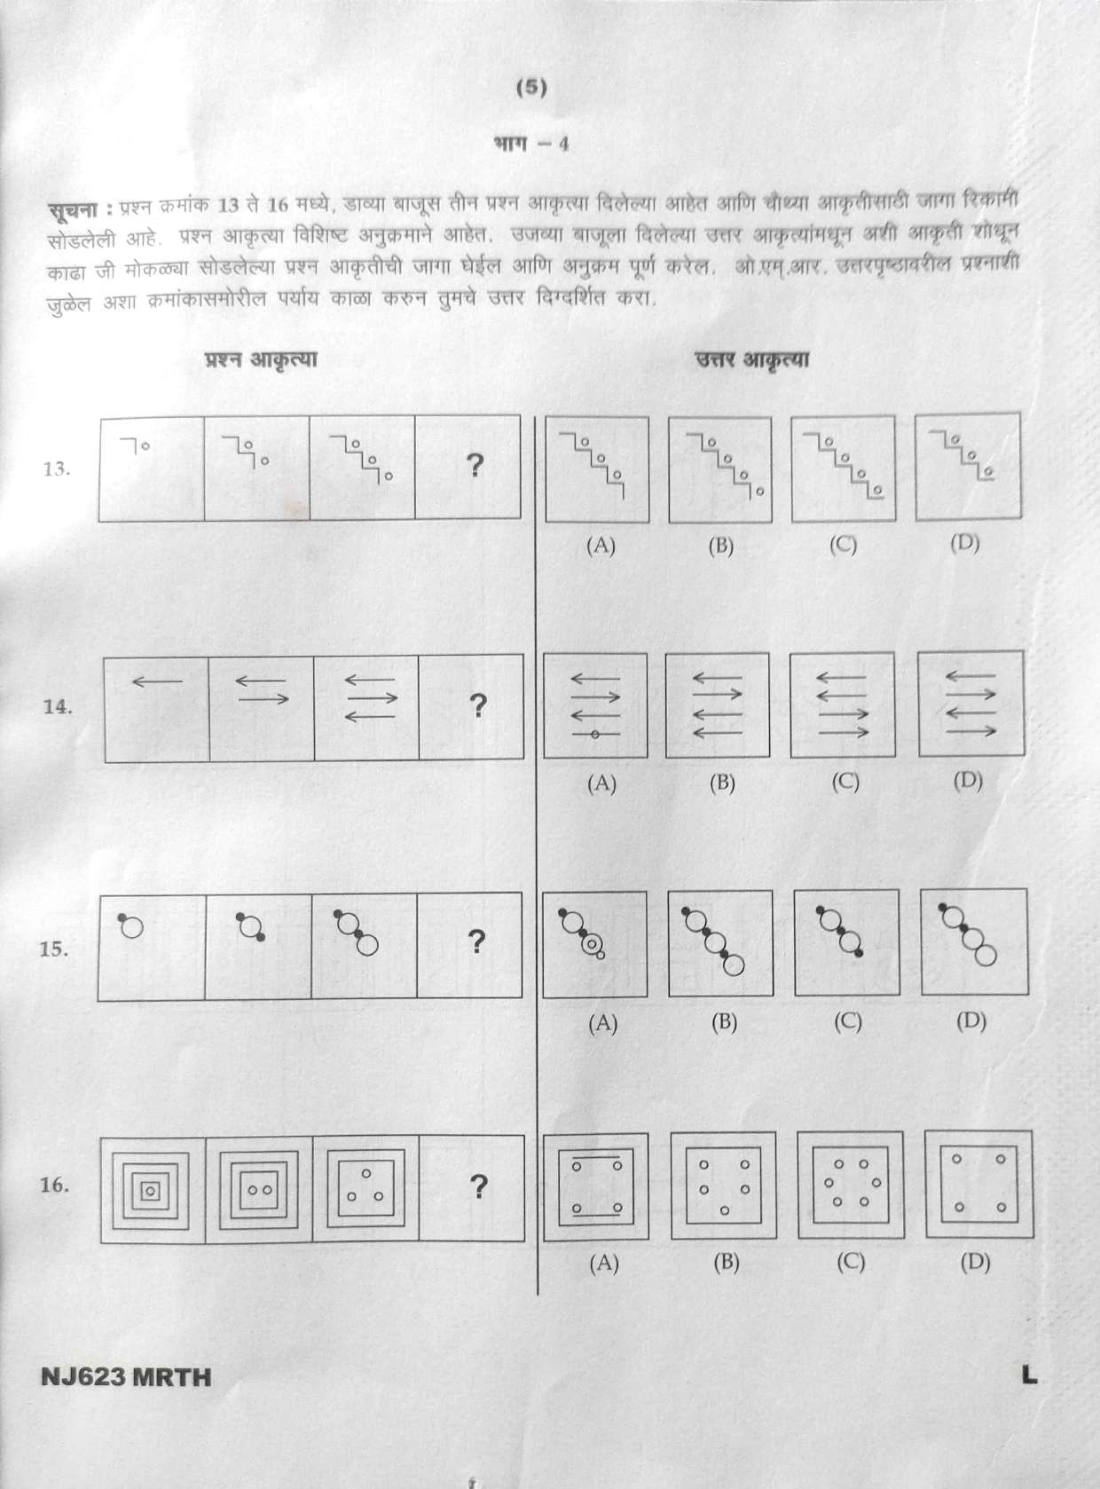 (5)
भाग – 4
सूचना : प्रश्न क्रमांक 13 ते 16 मध्ये, डाव्या बाजूस तीन प्रश्न आकृत्या दिलेल्या आहेत आणि चौथ्या आकृतीसाठी जागा रिकामी
सोडलेली आहे. प्रश्न आकृत्या विशिष्ट अनुक्रमाने आहेत. उजव्या बाजूला दिलेल्या उत्तर आकृत्यांमधून अशी आकृती शोधून
काढा जी मोकळ्या सोडलेल्या प्रश्न आकृतीची जागा घेईल आणि अनुक्रम पूर्ण करेल. ओ.एम्.आर. उत्तरपृष्ठावरील प्रश्नाशी
जुळेल अशा क्रमांकासमोरील पर्याय काळा करुन तुमचे उत्तर दिग्दर्शित करा.
प्रश्न आकृत्या उत्तर आकृत्या
13. ?
(A) (B) (C) (D)
14. ?
(A) (B) (C) (D)
15. ?
(A) (B) (C) (D)
16. ?
(A) (B) (C) (D)
NJ623 MRTH L